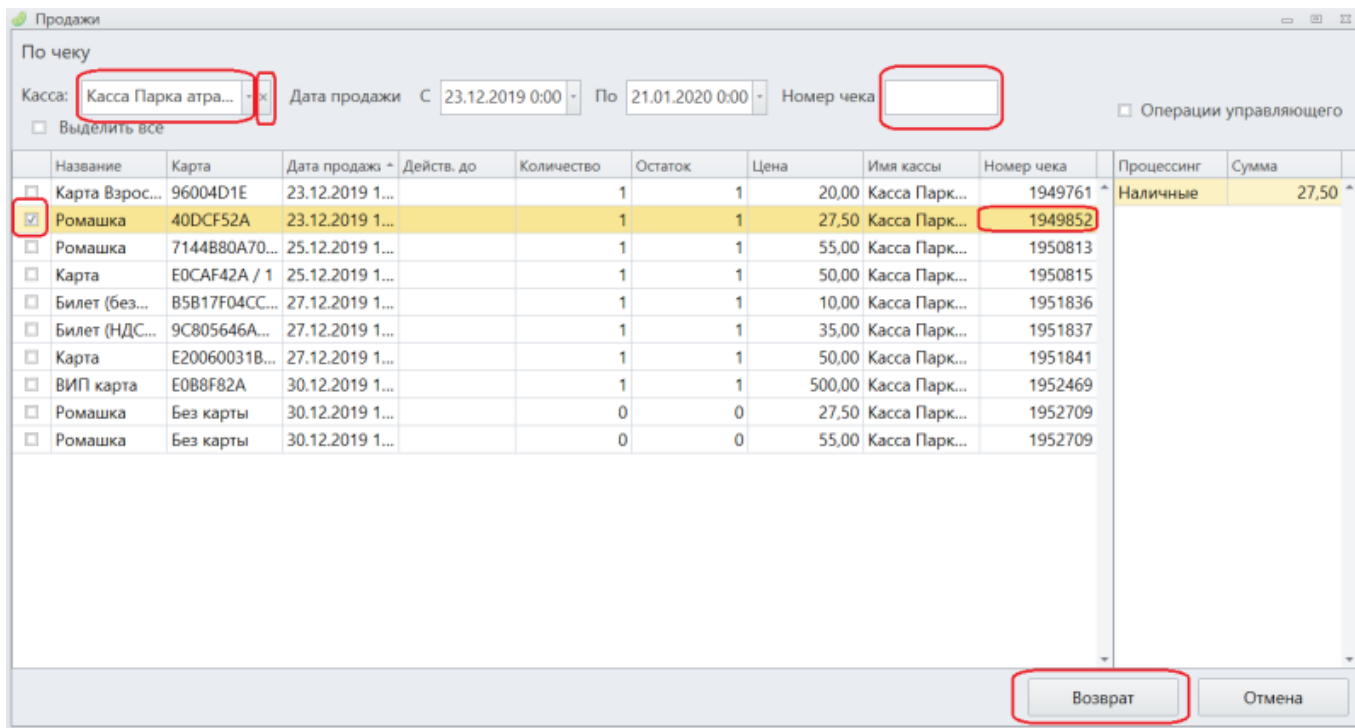 Продажи
По чеку
Касса: Касса Парка атра... Дата продажи С 23.12.2019 0:00 По 21.01.2020 0:00 Номер чека
Операции управляющего
Выделить все
Название Карта Дата продажи Действ. до Количество Остаток Цена Имя кассы Номер чека Процессинг Сумма
Карта Взрос... 96004D1E 23.12.2019 1... 1 1 20,00 Касса Парк... 1949761 Наличные 27,50
Ромашка 40DCF52A 23.12.2019 1... 1 1 27,50 Касса Парк... 1949852
Ромашка 7144B80A70... 25.12.2019 1... 1 1 55,00 Касса Парк... 1950813
Карта E0CAF42A / 1 25.12.2019 1... 1 1 50,00 Касса Парк... 1950815
Билет (без... B5B17F04CC... 27.12.2019 1... 1 1 10,00 Касса Парк... 1951836
Билет (НДС... 9C805646A... 27.12.2019 1... 1 1 35,00 Касса Парк... 1951837
Карта E20060031B... 27.12.2019 1... 1 1 50,00 Касса Парк... 1951841
ВИП карта E0B8F82A 30.12.2019 1... 1 1 500,00 Касса Парк... 1952469
Ромашка Без карты 30.12.2019 1... 0 0 27,50 Касса Парк... 1952709
Ромашка Без карты 30.12.2019 1... 0 0 55,00 Касса Парк... 1952709
Возврат Отмена